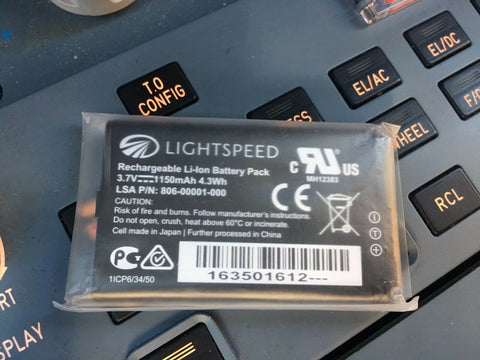 T.O
CONFIG
EL/AC
EL/DC
RCL
LIGHTSPEED
Rechargeable Li-Ion Battery Pack
3.7V 1150mAh 4.3Wh
LSA P/N: 806-00001-000
CAUTION:
Risk of fire and burns. Follow manufacturer's instructions.
Do not open, crush, heat above 60°C or incinerate.
Cell made in Japan | Further processed in China
C UL US
MH12383
CE
PC
1ICP6/34/50
163501612---